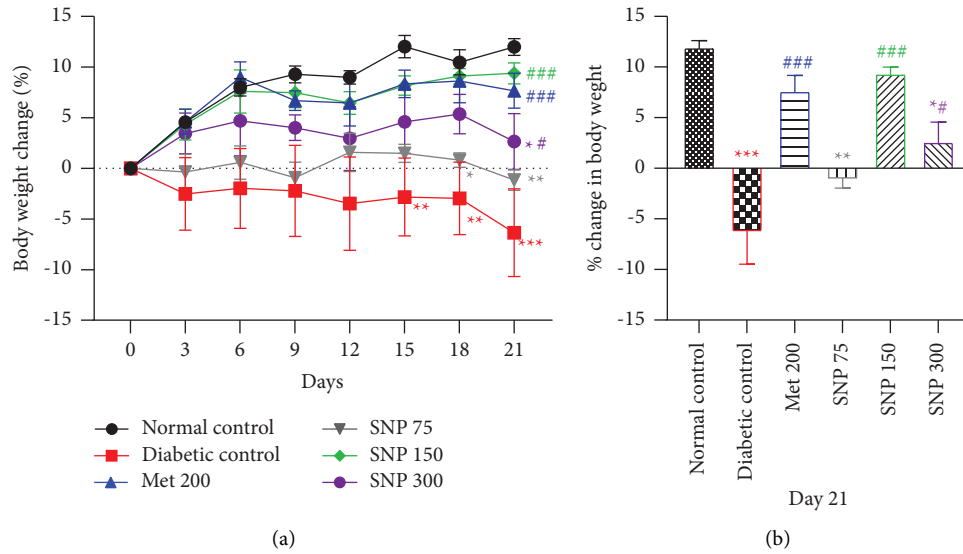 Body weight change (%)
15
10
5
0
-5
-10
-15
###
###
* #
*
**
**
**
***
0 3 6 9 12 15 18 21
Days
Normal control
Diabetic control
Met 200
SNP 75
SNP 150
SNP 300
(a)
% change in body weght
15
10
5
0
-5
-10
-15
***
###
**
###
*#
Normal control
Diabetic control
Met 200
SNP 75
SNP 150
SNP 300
Day 21
(b)